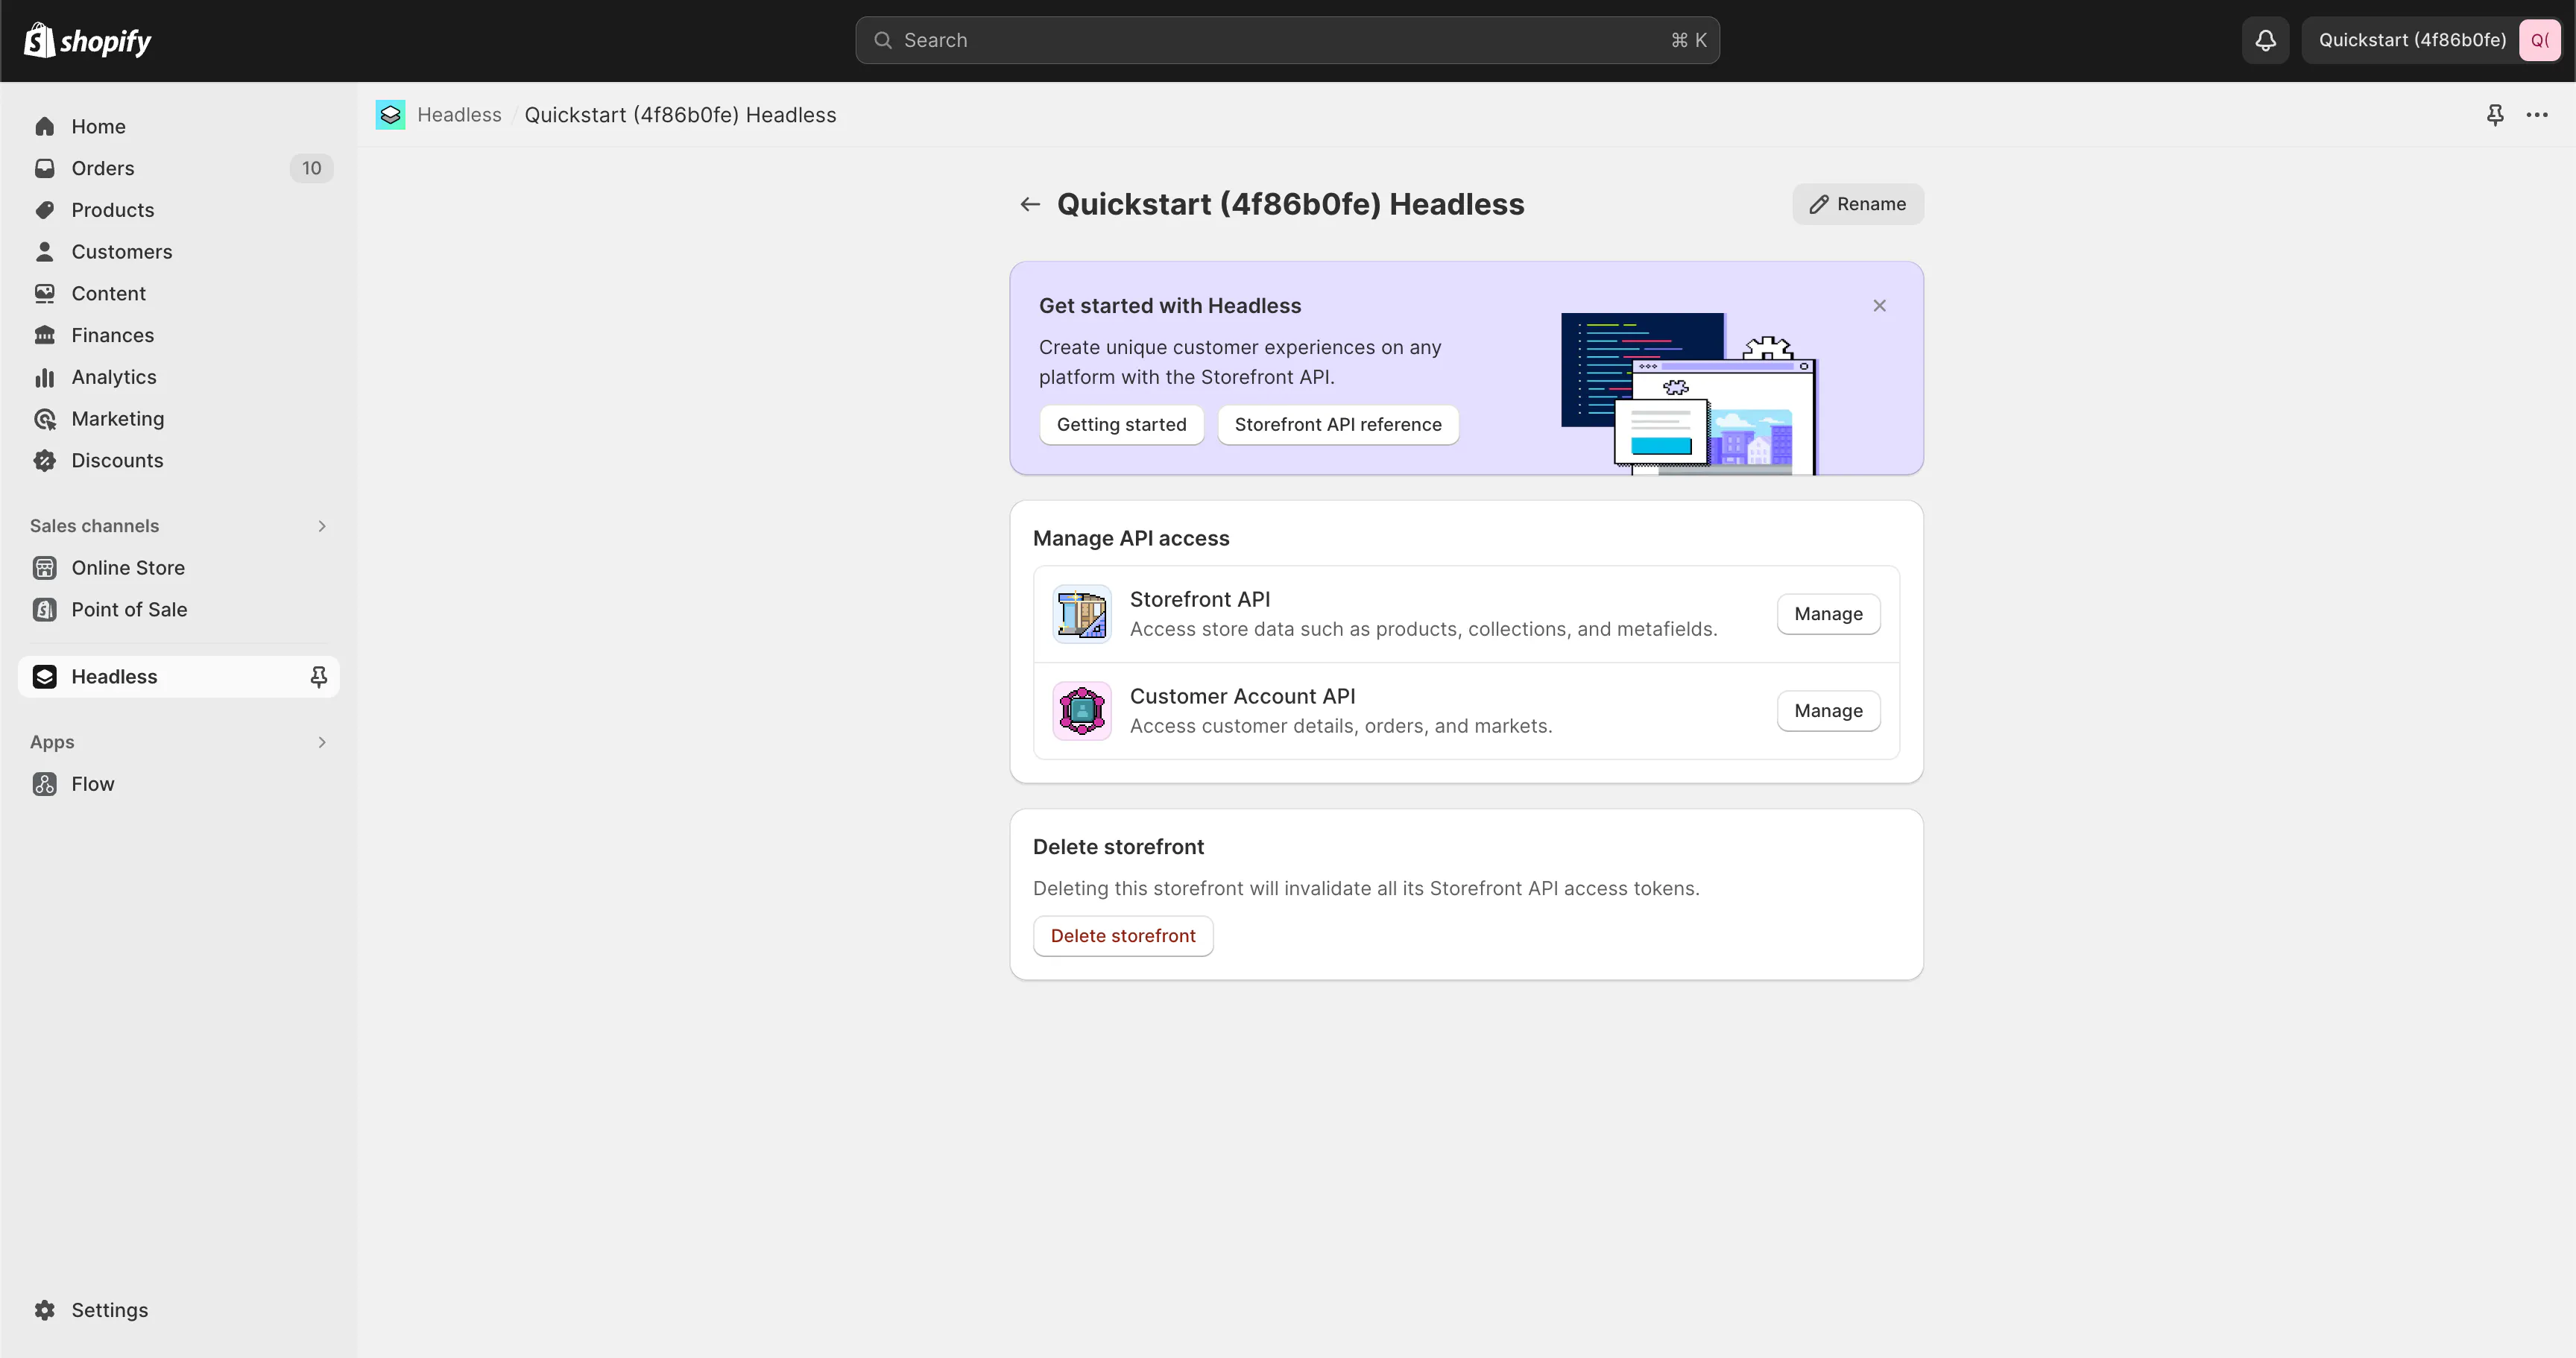 shopify
Search
⌘ K
Quickstart (4f86b0fe)
Q(
Home
Orders
10
Products
Customers
Content
Finances
Analytics
Marketing
Discounts
Sales channels
Online Store
Point of Sale
Headless
Apps
Flow
Settings
Headless / Quickstart (4f86b0fe) Headless
Quickstart (4f86b0fe) Headless
Rename
Get started with Headless
Create unique customer experiences on any
platform with the Storefront API.
Getting started
Storefront API reference
Manage API access
Storefront API
Access store data such as products, collections, and metafields.
Manage
Customer Account API
Access customer details, orders, and markets.
Manage
Delete storefront
Deleting this storefront will invalidate all its Storefront API access tokens.
Delete storefront